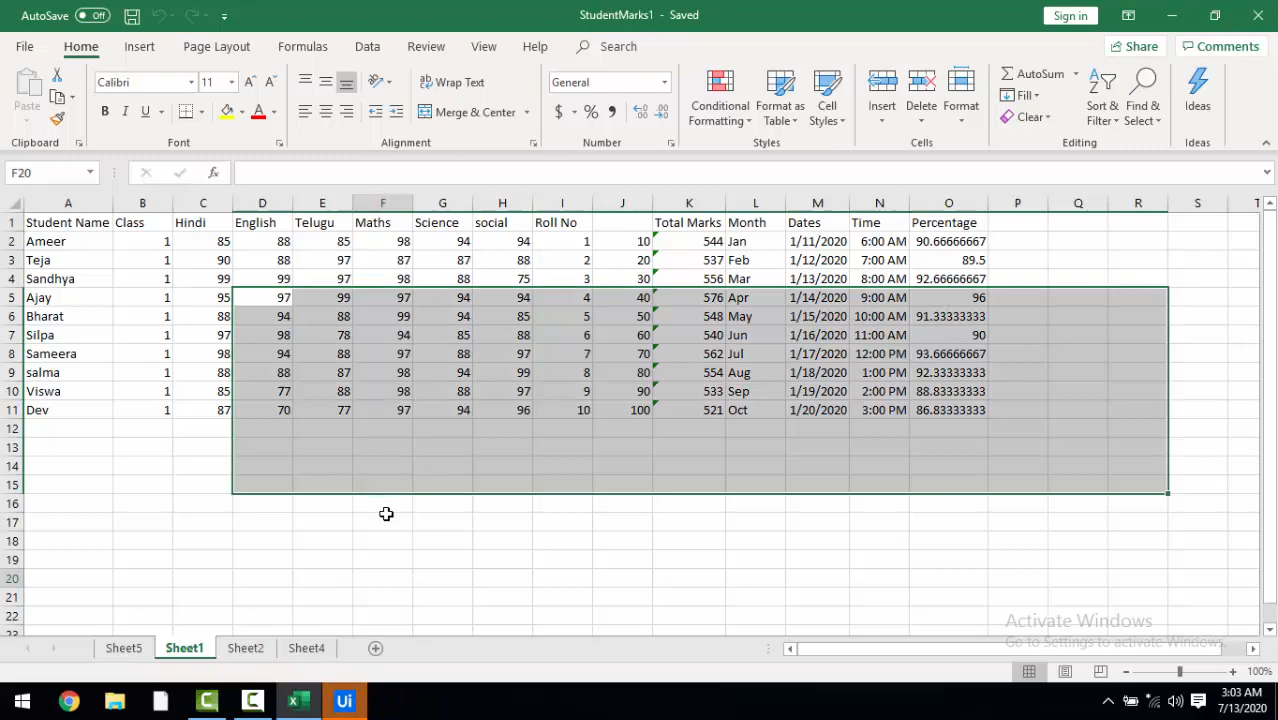 AutoSave Off StudentMarks1 - Saved Sign in
File Home Insert Page Layout Formulas Data Review View Help Search Share Comments
Paste Calibri 11 Wrap Text General Conditional Formatting Format as Table Cell Styles Insert Delete Format AutoSum Fill Clear Sort & Filter Find & Select Ideas
B I U Merge & Center $ % 9
Clipboard Font Alignment Number Styles Cells Editing Ideas
F20 fx
A B C D E F G H I J K L M N O P Q R S T
1 Student Name Class Hindi English Telugu Maths Science social Roll No Total Marks Month Dates Time Percentage
2 Ameer 1 85 88 85 98 94 94 1 10 544 Jan 1/11/2020 6:00 AM 90.66666667
3 Teja 1 90 88 97 87 87 88 2 20 537 Feb 1/12/2020 7:00 AM 89.5
4 Sandhya 1 99 99 97 98 88 75 3 30 556 Mar 1/13/2020 8:00 AM 92.66666667
5 Ajay 1 95 97 99 97 94 94 4 40 576 Apr 1/14/2020 9:00 AM 96
6 Bharat 1 88 94 88 99 94 85 5 50 548 May 1/15/2020 10:00 AM 91.33333333
7 Silpa 1 97 98 78 94 85 88 6 60 540 Jun 1/16/2020 11:00 AM 90
8 Sameera 1 98 94 88 97 88 97 7 70 562 Jul 1/17/2020 12:00 PM 93.66666667
9 salma 1 88 88 87 98 94 99 8 80 554 Aug 1/18/2020 1:00 PM 92.33333333
10 Viswa 1 85 77 88 98 88 97 9 90 533 Sep 1/19/2020 2:00 PM 88.83333333
11 Dev 1 87 70 77 97 94 96 10 100 521 Oct 1/20/2020 3:00 PM 86.83333333
12
13
14
15
16
17
18
19
20
21
22
23
Activate Windows
Go to Settings to activate Windows.
Sheet5 Sheet1 Sheet2 Sheet4
100%
Ui 3:03 AM
7/13/2020